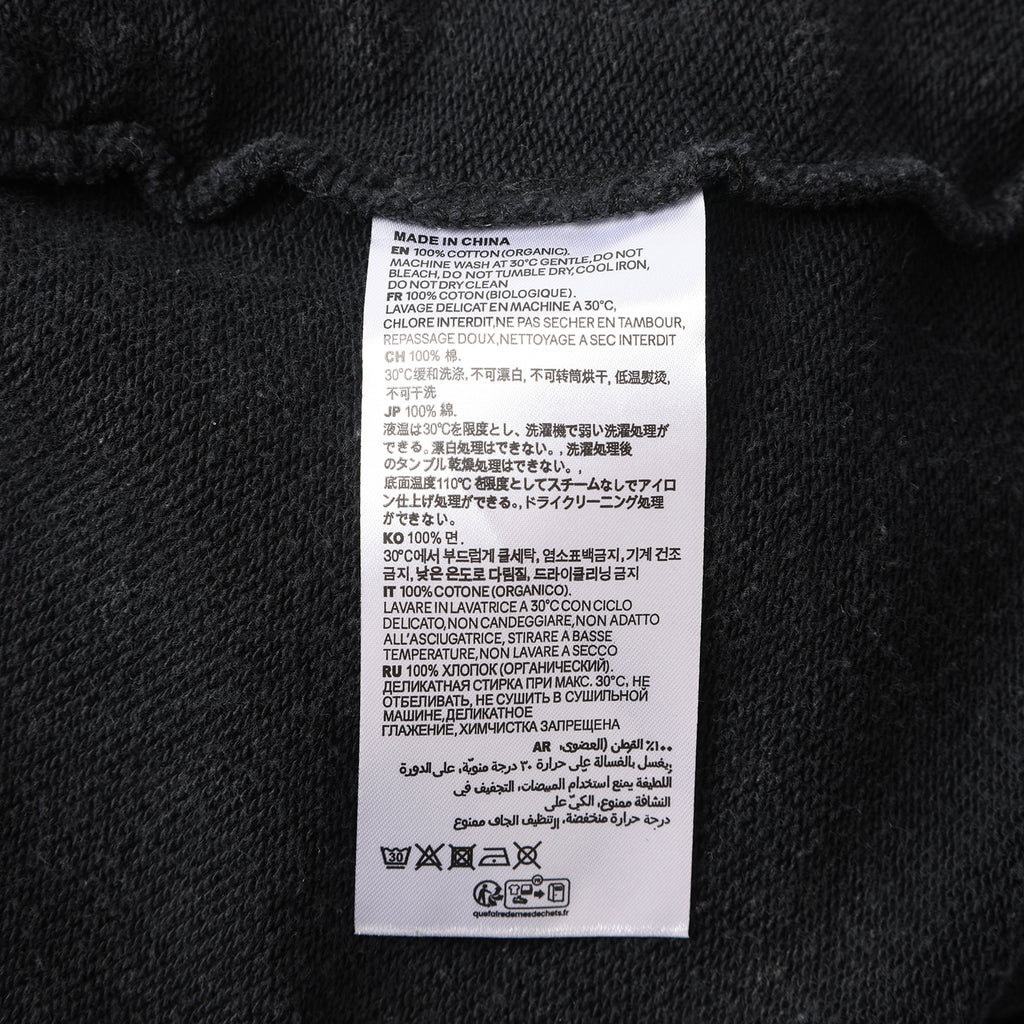 MADE IN CHINA
EN 100% COTTON (ORGANIC).
MACHINE WASH AT 30°C GENTLE, DO NOT
BLEACH, DO NOT TUMBLE DRY, COOL IRON,
DO NOT DRY CLEAN
FR 100% COTON (BIOLOGIQUE).
LAVAGE DELICAT EN MACHINE A 30°C,
CHLORE INTERDIT, NE PAS SECHER EN TAMBOUR,
REPASSAGE DOUX, NETTOYAGE A SEC INTERDIT
CH 100% 棉.
30°C缓和洗涤, 不可漂白, 不可转筒烘干, 低温熨烫,
不可干洗
JP 100% 綿.
液温は30℃を限度とし、洗濯機で弱い洗濯処理が
できる。漂白処理はできない。, 洗濯処理後
のタンブル乾燥処理はできない。,
底面温度110℃を限度としてスチームなしでアイロ
ン仕上げ処理ができる。, ドライクリーニング処理
ができない。
KO 100% 면.
30°C에서 부드럽게 클세탁, 염소표백금지, 기계 건조
금지, 낮은 온도로 다림질, 드라이클리닝 금지
IT 100% COTONE (ORGANICO).
LAVARE IN LAVATRICE A 30°C CON CICLO
DELICATO, NON CANDEGGIARE, NON ADATTO
ALL'ASCIUGATRICE, STIRARE A BASSE
TEMPERATURE, NON LAVARE A SECCO
RU 100% ХЛОПОК (ОРГАНИЧЕСКИЙ).
ДЕЛИКАТНАЯ СТИРКА ПРИ МАКС. 30°C, НЕ
ОТБЕЛИВАТЬ, НЕ СУШИТЬ В СУШИЛЬНОЙ
МАШИНЕ, ДЕЛИКАТНОЕ
ГЛАЖЕНИЕ, ХИМЧИСТКА ЗАПРЕЩЕНА
١٠٠٪ القطن (العضوي، AR
يغسل بالغسالة على حرارة ٣٠ درجة مئوية، على الدورة
اللطيفة يمنع أستخدام المبيضات، التجفيف في
النشافة ممنوع، الكيّ على
درجة حرارة منخفضة، التنظيف الجاف ممنوع
30
FR
quefairedemesdechets.fr